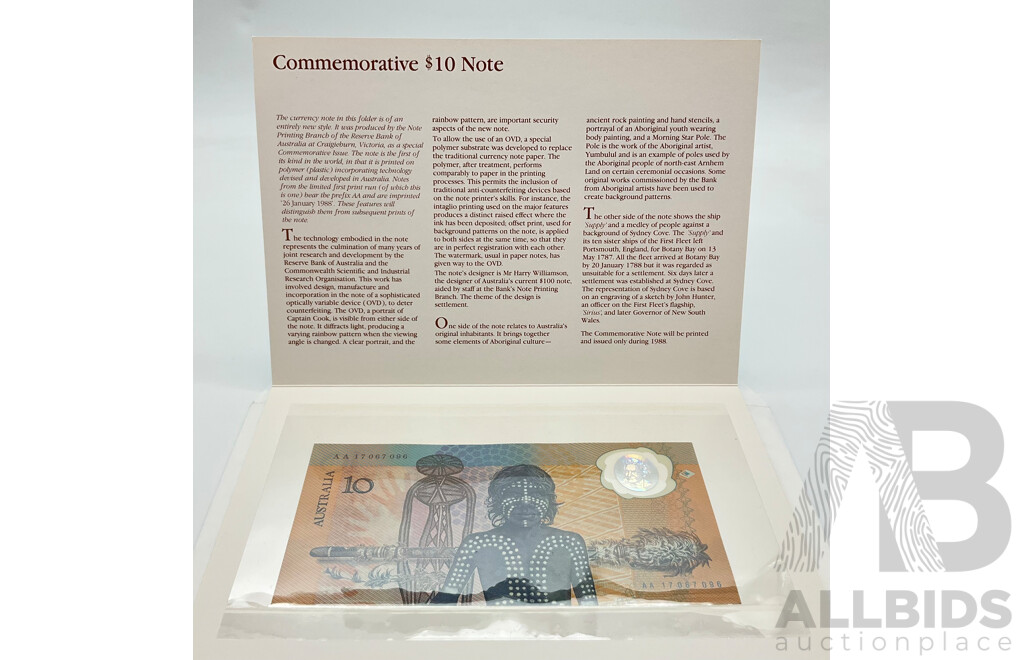 Commemorative $10 Note
The currency note in this folder is of an
entirely new style. It was produced by the Note
Printing Branch of the Reserve Bank of
Australia at Craigieburn, Victoria, as a special
Commemorative Issue. The note is the first of
its kind in the world, in that it is printed on
polymer (plastic) incorporating technology
devised and developed in Australia. Notes
from the limited first print run (of which this
is one) bear the prefix AA and are imprinted
'26 January 1988'. These features will
distinguish them from subsequent prints of
the note.
The technology embodied in the note
represents the culmination of many years of
joint research and development by the
Reserve Bank of Australia and the
Commonwealth Scientific and Industrial
Research Organisation. This work has
involved design, manufacture and
incorporation in the note of a sophisticated
optically variable device (OVD), to deter
counterfeiting. The OVD, a portrait of
Captain Cook, is visible from either side of
the note. It diffracts light, producing a
varying rainbow pattern when the viewing
angle is changed. A clear portrait, and the
rainbow pattern, are important security
aspects of the new note.
To allow the use of an OVD, a special
polymer substrate was developed to replace
the traditional currency note paper. The
polymer, after treatment, performs
comparably to paper in the printing
processes. This permits the inclusion of
traditional anti-counterfeiting devices based
on the note printer's skills. For instance, the
intaglio printing used on the major features
produces a distinct raised effect where the
ink has been deposited; offset print, used for
background patterns on the note, is applied
to both sides at the same time, so that they
are in perfect registration with each other.
The watermark, usual in paper notes, has
given way to the OVD.
The note's designer is Mr Harry Williamson,
the designer of Australia's current $100 note,
aided by staff at the Bank's Note Printing
Branch. The theme of the design is
settlement.
One side of the note relates to Australia's
original inhabitants. It brings together
some elements of Aboriginal culture—
ancient rock painting and hand stencils, a
portrayal of an Aboriginal youth wearing
body painting, and a Morning Star Pole. The
Pole is the work of the Aboriginal artist,
Yumbulul and is an example of poles used by
the Aboriginal people of north-east Arnhem
Land on certain ceremonial occasions. Some
original works commissioned by the Bank
from Aboriginal artists have been used to
create background patterns.
The other side of the note shows the ship
'Supply' and a medley of people against a
background of Sydney Cove. The 'Supply' and
its ten sister ships of the First Fleet left
Portsmouth, England, for Botany Bay on 13
May 1787. All the fleet arrived at Botany Bay
by 20 January 1788 but it was regarded as
unsuitable for a settlement. Six days later a
settlement was established at Sydney Cove.
The representation of Sydney Cove is based
on an engraving of a sketch by John Hunter,
an officer on the First Fleet's flagship,
'Sirius', and later Governor of New South
Wales.
The Commemorative Note will be printed
and issued only during 1988.
AA 17 067 096
AUSTRALIA
10
AA 17 067 096
AB
ALLBIDS
auctionplace